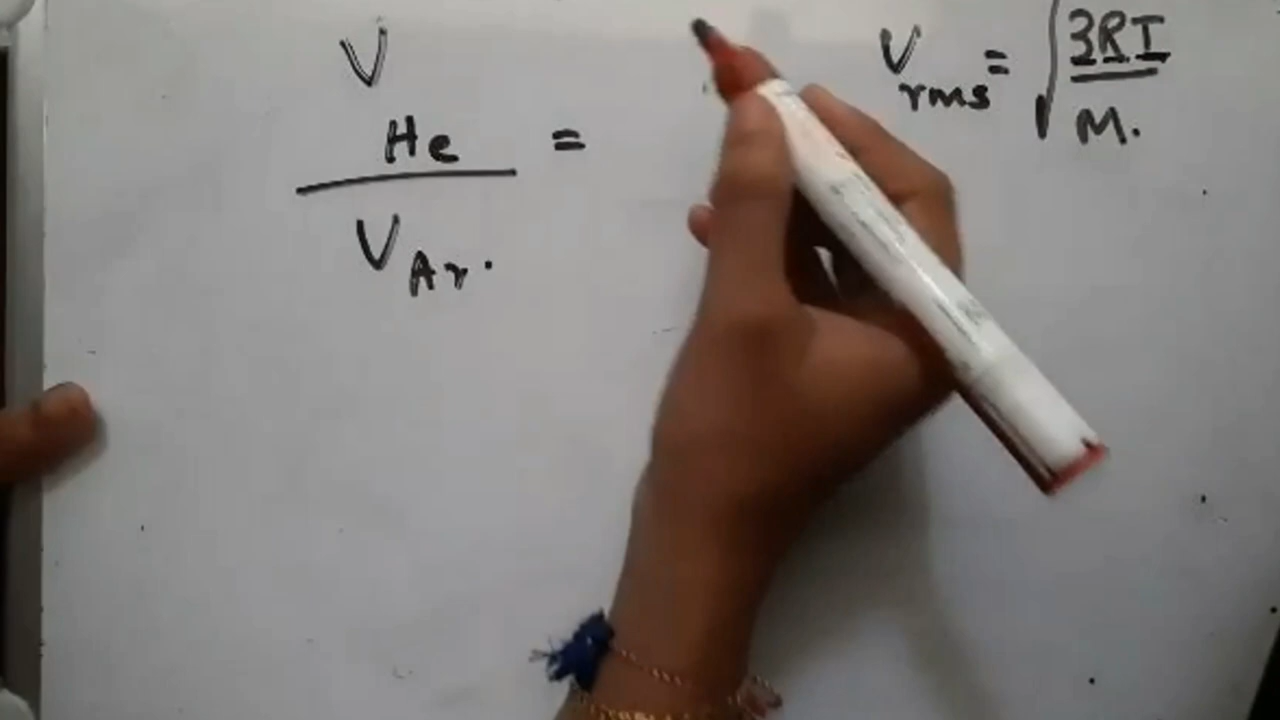 V He / V Ar. =
V rms = √ 3RT / M.